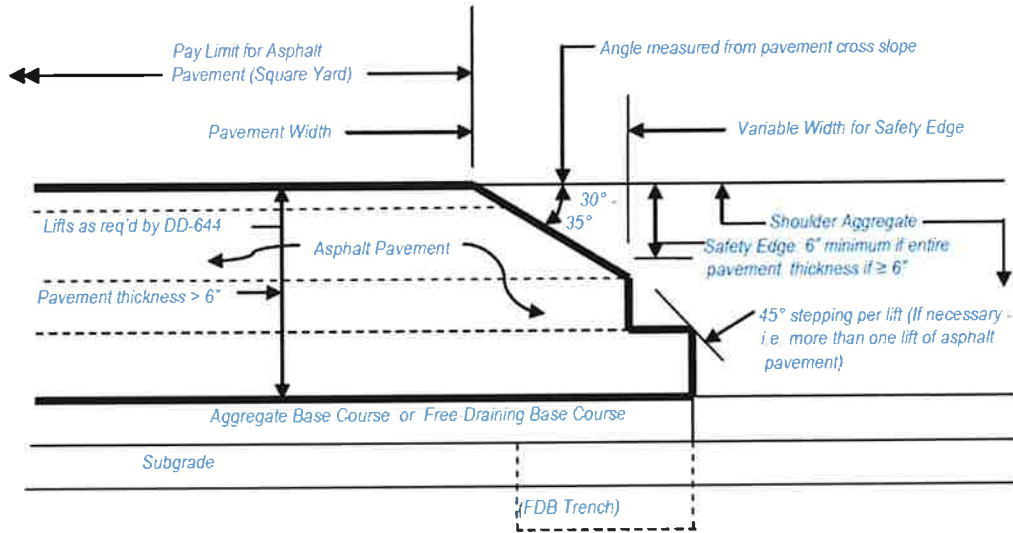 Pay Limit for Asphalt
Pavement (Square Yard)
Angle measured from pavement cross slope
Pavement Width
Variable Width for Safety Edge
30° -
35°
Lifts as req'd by DD-644
Shoulder Aggregate
Safety Edge 6" minimum if entire
pavement thickness if ≥ 6"
Asphalt Pavement
Pavement thickness > 6"
45° stepping per lift (If necessary -
i.e. more than one lift of asphalt
pavement)
Aggregate Base Course or Free-Draining Base Course
Subgrade
(FDB Trench)